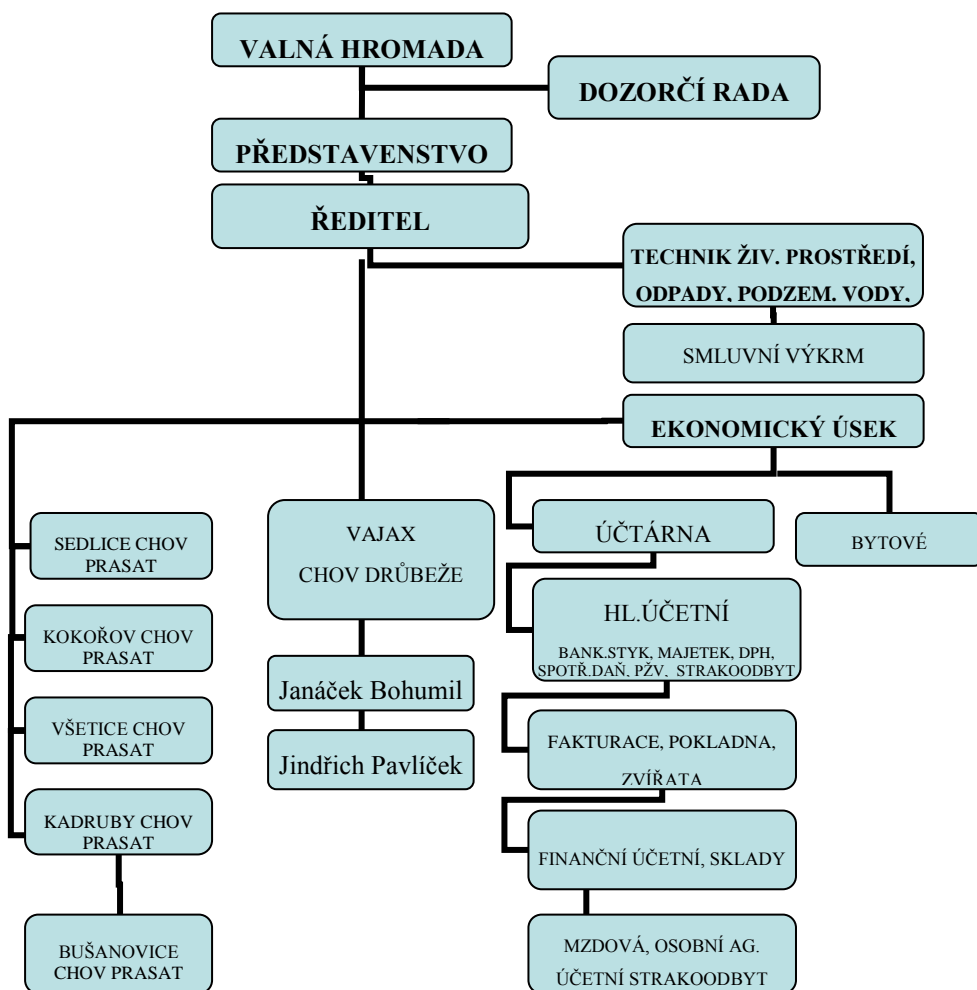 VALNÁ HROMADA
DOZORČÍ RADA
PŘEDSTAVENSTVO
ŘEDITEL
TECHNIK ŽIV. PROSTŘEDÍ,
ODPADY, PODZEM. VODY,
SMLUVNÍ VÝKRM
EKONOMICKÝ ÚSEK
SEDLICE CHOV
PRASAT
KOKOŘOV CHOV
PRASAT
VŠETICE CHOV
PRASAT
KADRUBY CHOV
PRASAT
BUŠANOVICE
CHOV PRASAT
VAJAX
CHOV DRŮBEŽE
Janáček Bohumil
Jindřich Pavlíček
ÚČTÁRNA
BYTOVÉ
HL.ÚČETNÍ
BANK.STYK, MAJETEK, DPH,
SPOTŘ.DAŇ, PŽV, STRAKOODBYT
FAKTURACE, POKLADNA,
ZVÍŘATA
FINANČNÍ ÚČETNÍ, SKLADY
MZDOVÁ, OSOBNÍ AG.
ÚČETNÍ STRAKOODBYT